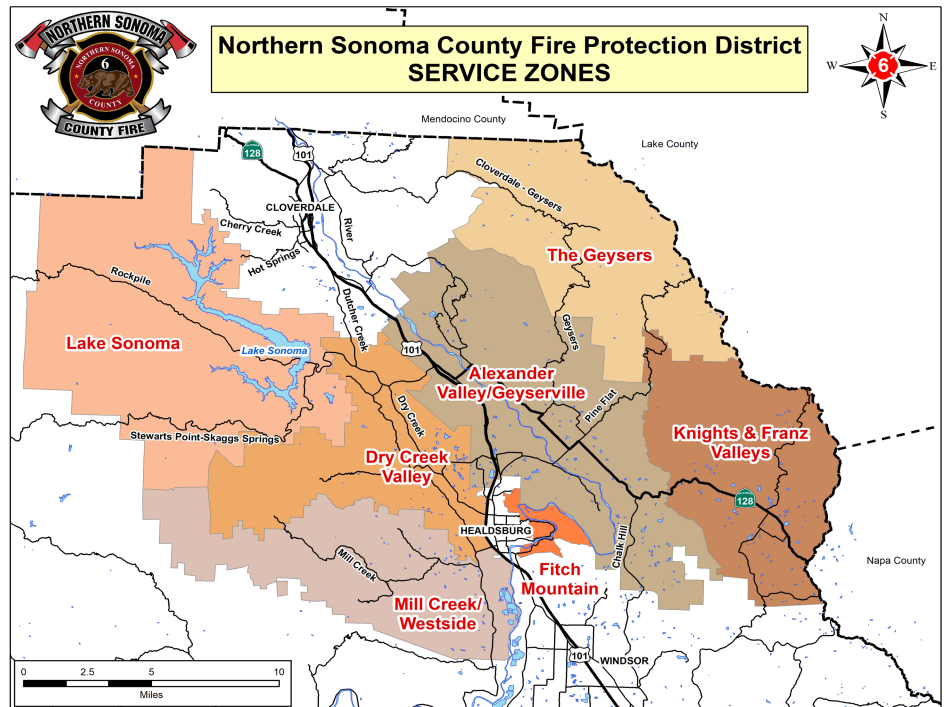 NORTHERN SONOMA
NORTHERN SONOMA
6
COUNTY
COUNTY FIRE
Northern Sonoma County Fire Protection District
SERVICE ZONES
N
W
6
E
S
Mendocino County
Lake County
128
101
Cloverdale - Geysers
CLOVERDALE
Cherry Creek
River
Hot Springs
The Geysers
Rockpile
Dutcher Creek
Geysers
Lake Sonoma
Lake Sonoma
101
Alexander
Valley/Geyserville
Pine Flat
Dry Creek
Stewarts Point-Skaggs Springs
Knights & Franz
Valleys
Dry Creek
Valley
128
HEALDSBURG
Chalk Hill
Mill Creek
Fitch
Mountain
Napa County
Mill Creek/
Westside
101
WINDSOR
0
2.5
5
10
Miles